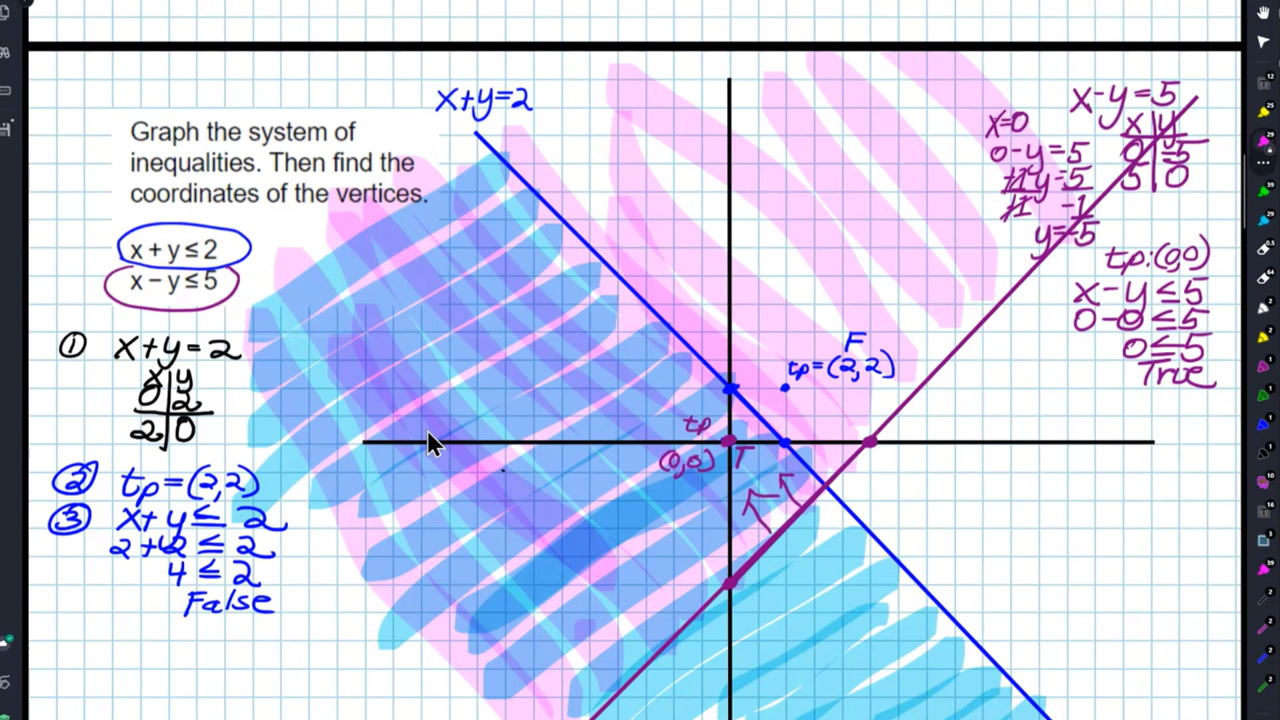 x+y=2
Graph the system of
inequalities. Then find the
coordinates of the vertices.
x + y ≤ 2
x − y ≤ 5
① x+y=2
x | y
0 | 2
2 | 0
② tp=(2,2)
③ x+y ≤ 2
2+2 ≤ 2
4 ≤ 2
False
F
tp=(2,2)
tp
(0,0) T
x-y=5
x | y
0 | -5
5 | 0
x=0
0-y=5
-1y=5
-1 -1
y=-5
tp:(0,0)
x-y≤5
0-0≤5
0≤5
True